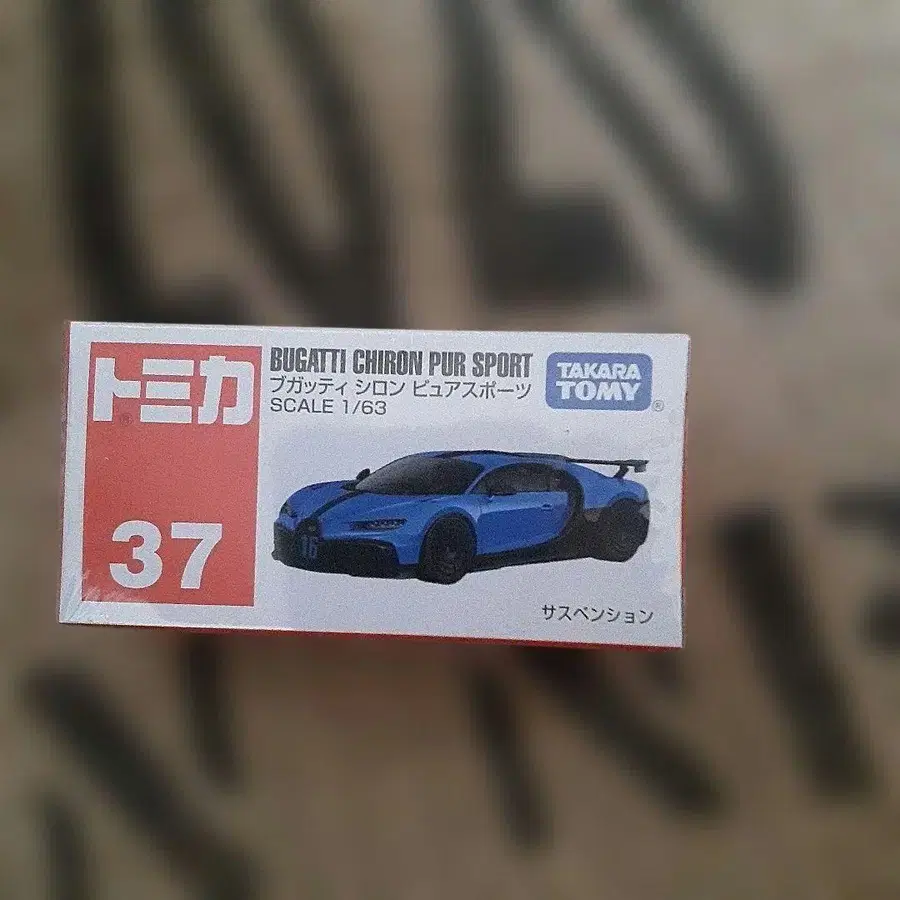 トミカ
37
BUGATTI CHIRON PUR SPORT
ブガッティ シロン ピュアスポーツ
SCALE 1/63
TAKARA
TOMY
®
16
サスペンション